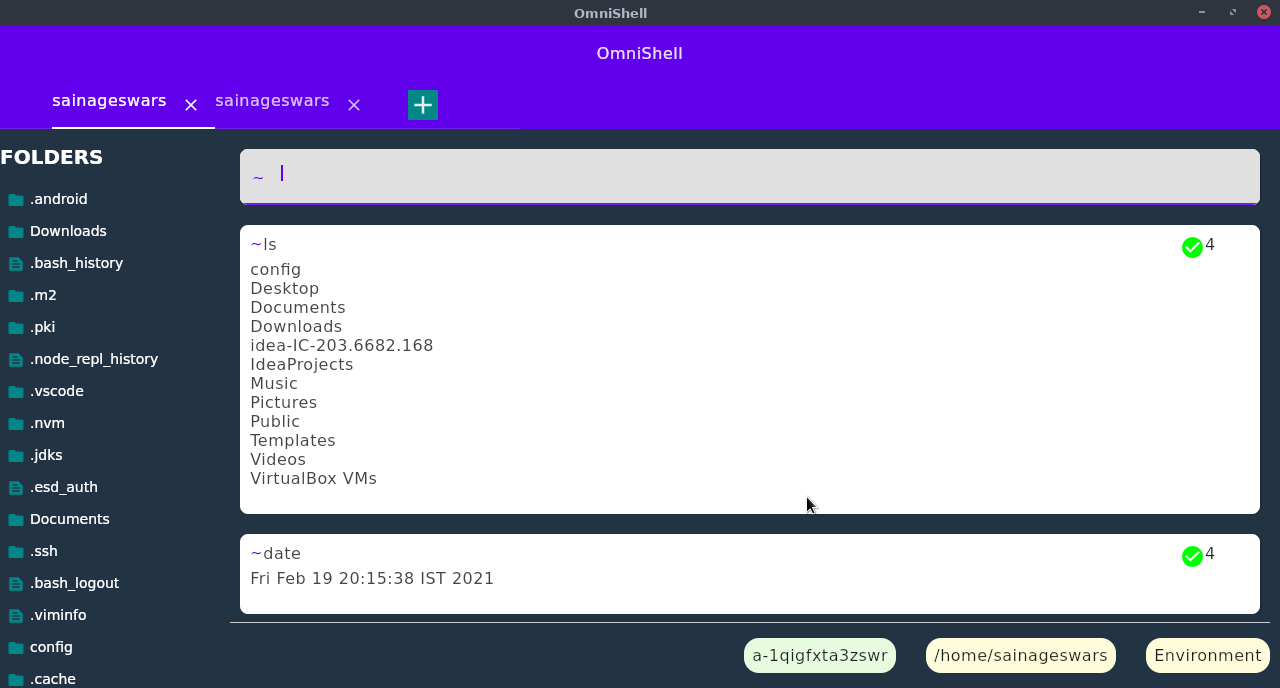 OmniShell
OmniShell
sainageswars
sainageswars
FOLDERS
.android
Downloads
.bash_history
.m2
.pki
.node_repl_history
.vscode
.nvm
.jdks
.esd_auth
Documents
.ssh
.bash_logout
.viminfo
config
.cache
~
~ls
4
config
Desktop
Documents
Downloads
idea-IC-203.6682.168
IdeaProjects
Music
Pictures
Public
Templates
Videos
VirtualBox VMs
~date
4
Fri Feb 19 20:15:38 IST 2021
a-1qigfxta3zswr
/home/sainageswars
Environment